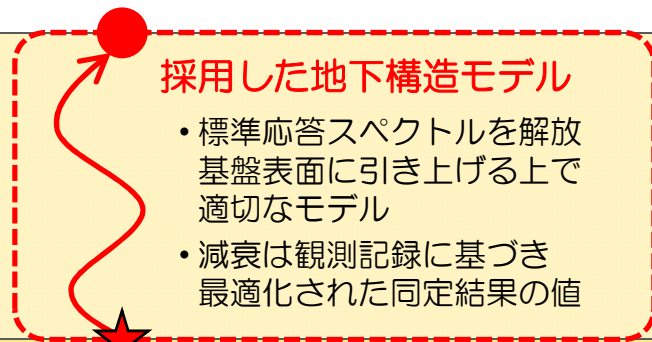 採用した地下構造モデル
•標準応答スペクトルを解放
基盤表面に引き上げる上で
適切なモデル
•減衰は観測記録に基づき
最適化された同定結果の値